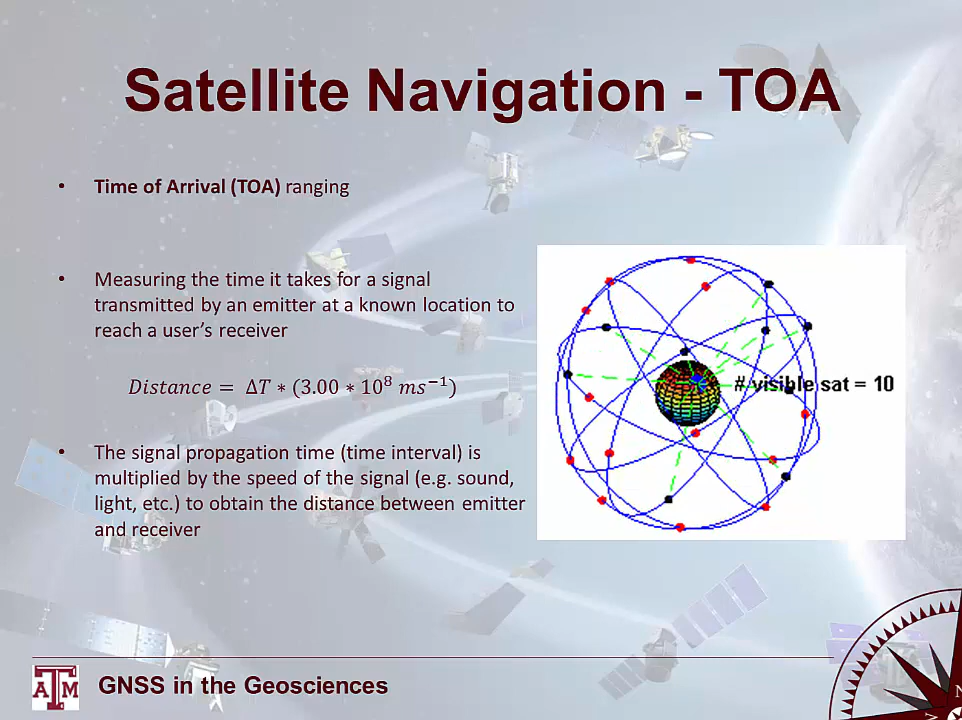 Satellite Navigation - TOA
• Time of Arrival (TOA) ranging
• Measuring the time it takes for a signal
transmitted by an emitter at a known location to
reach a user’s receiver
𝐷𝑖𝑠𝑡𝑎𝑛𝑐𝑒 = ΔT ∗ (3.00 ∗ 10⁸ 𝑚𝑠⁻¹)
# visible sat = 10
• The signal propagation time (time interval) is
multiplied by the speed of the signal (e.g. sound,
light, etc.) to obtain the distance between emitter
and receiver
ATM
GNSS in the Geosciences
N